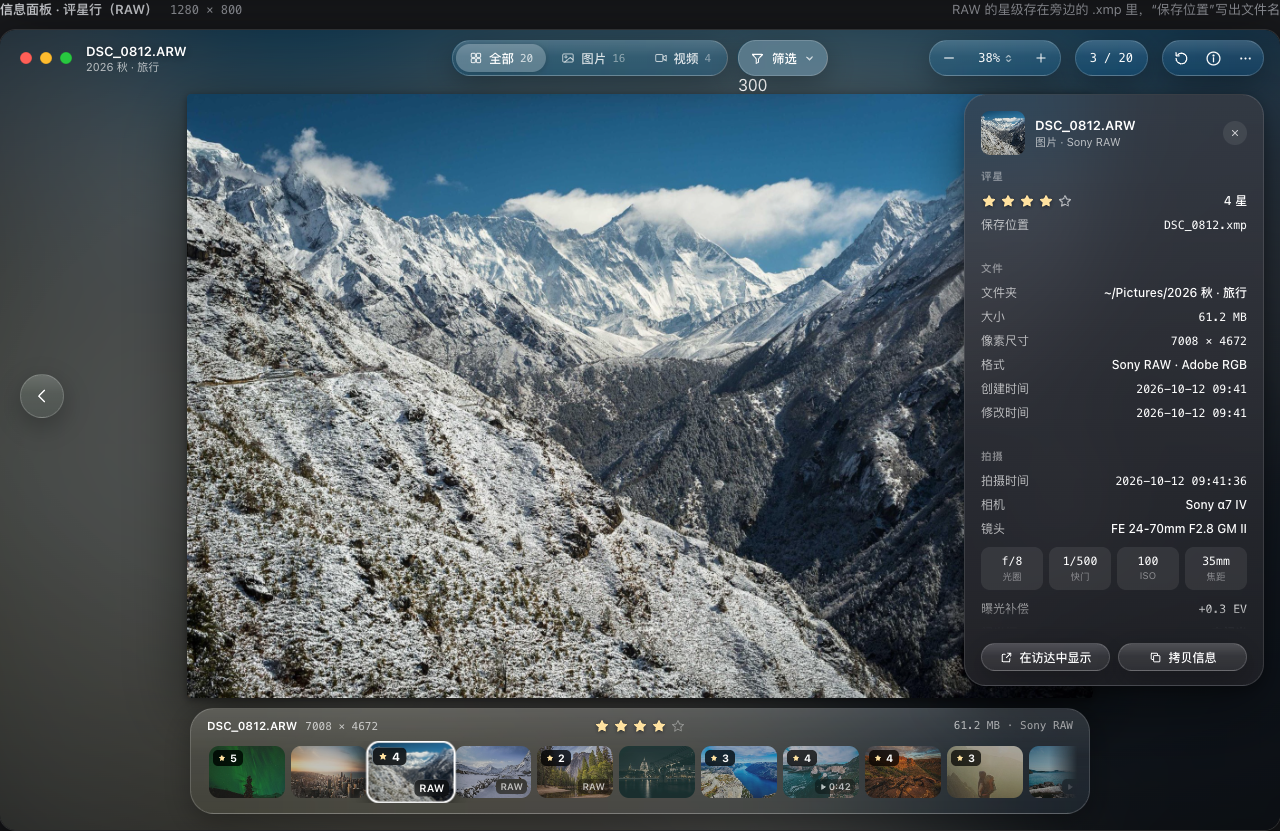 信息面板 · 评星行（RAW） 1280 × 800
RAW 的星级存在旁边的 .xmp 里，“保存位置”写出文件名
DSC_0812.ARW
2026 秋 · 旅行
全部 20
图片 16
视频 4
筛选
300
38%
3 / 20
DSC_0812.ARW
图片 · Sony RAW
评星
4 星
保存位置 DSC_0812.xmp
文件
文件夹 ~/Pictures/2026 秋 · 旅行
大小 61.2 MB
像素尺寸 7008 × 4672
格式 Sony RAW · Adobe RGB
创建时间 2026-10-12 09:41
修改时间 2026-10-12 09:41
拍摄
拍摄时间 2026-10-12 09:41:36
相机 Sony α7 IV
镜头 FE 24-70mm F2.8 GM II
f/8 1/500 100 35mm
光圈 快门 ISO 焦距
曝光补偿 +0.3 EV
在访达中显示 拷贝信息
DSC_0812.ARW 7008 × 4672
61.2 MB · Sony RAW
5
4
RAW
RAW
2
RAW
3
4
0:42
4
3